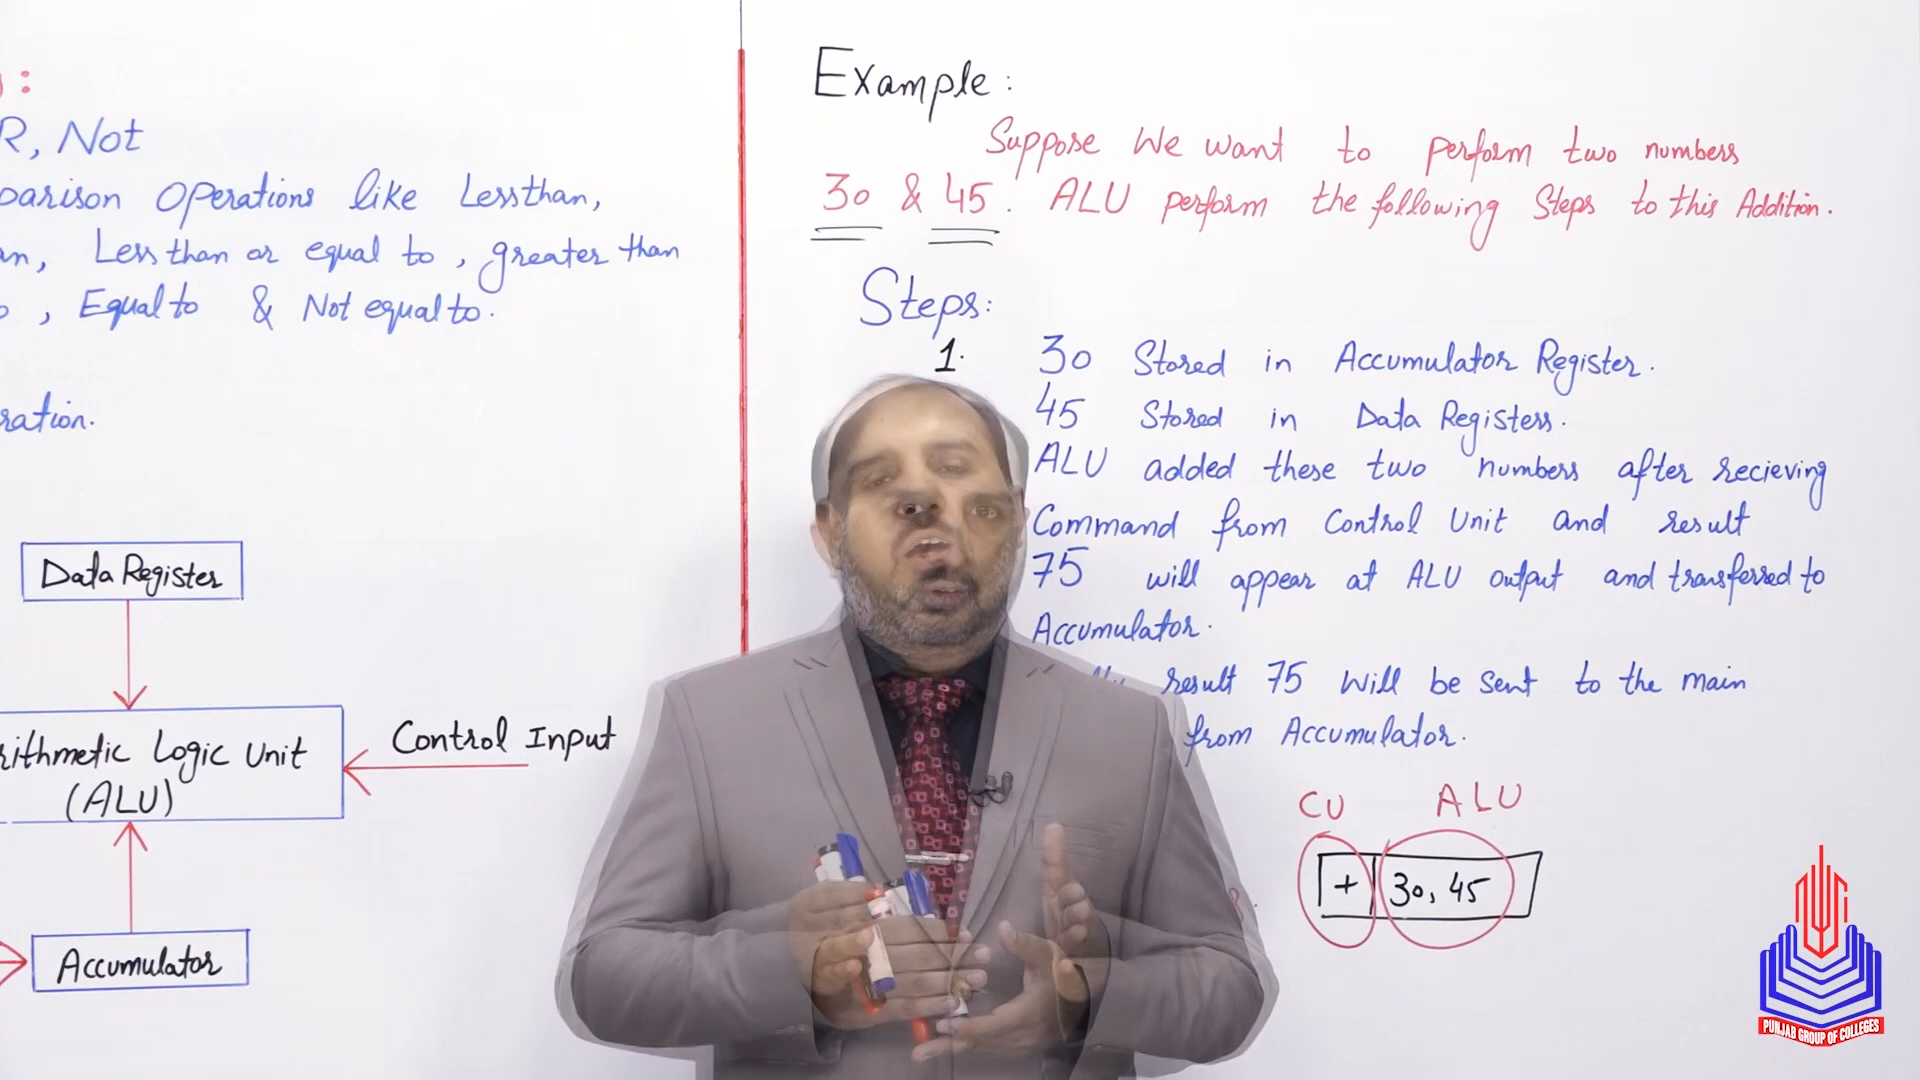 :
R, Not
parison Operations like Less than,
an, Less than or equal to, greater than
o, Equal to & Not equal to.
ration.
Data Register
rithmetic Logic Unit
(ALU)
Control Input
Accumulator
Example:
Suppose We want to perform two numbers
30 & 45. ALU perform the following Steps to this Addition.
Steps:
1. 30 Stored in Accumulator Register.
45 Stored in Data Registers.
ALU added these two numbers after recieving
Command from Control Unit and result
75 will appear at ALU output and transferred to
Accumulator.
result 75 will be sent to the main
from Accumulator.
CU ALU
+ 30, 45
PUNJAB GROUP OF COLLEGES